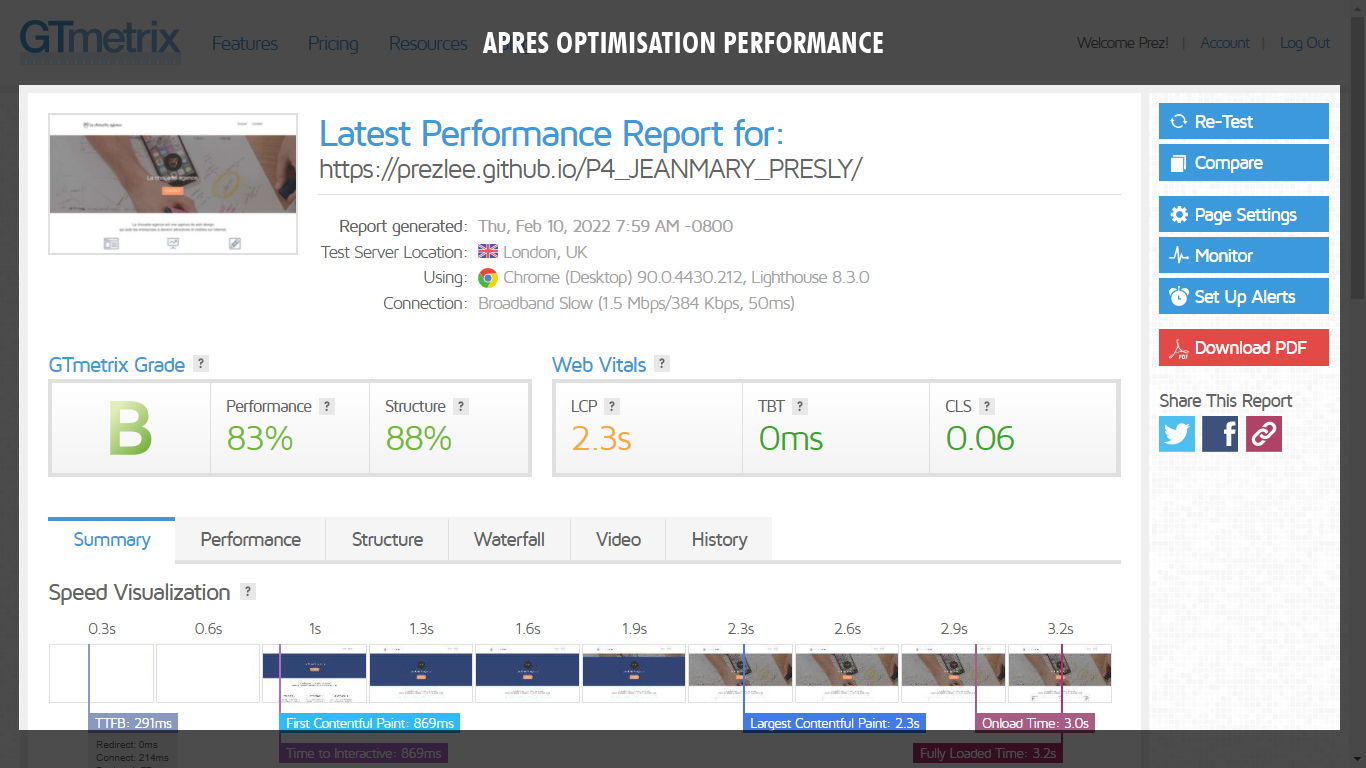 GTmetrix Features Pricing Resources APRES OPTIMISATION PERFORMANCE Welcome Prez! | Account | Log Out
Latest Performance Report for:
https://prezlee.github.io/P4_JEANMARY_PRESLY/
Report generated: Thu, Feb 10, 2022 7:59 AM -0800
Test Server Location: London, UK
Using: Chrome (Desktop) 90.0.4430.212, Lighthouse 8.3.0
Connection: Broadband Slow (1.5 Mbps/384 Kbps, 50ms)
Re-Test
Compare
Page Settings
Monitor
Set Up Alerts
Download PDF
Share This Report
GTmetrix Grade ?
B
Performance ?
83%
Structure ?
88%
Web Vitals ?
LCP ?
2.3s
TBT ?
0ms
CLS ?
0.06
Summary Performance Structure Waterfall Video History
Speed Visualization ?
0.3s 0.6s 1s 1.3s 1.6s 1.9s 2.3s 2.6s 2.9s 3.2s
TTFB: 291ms First Contentful Paint: 869ms Largest Contentful Paint: 2.3s Onload Time: 3.0s
Redirect: 0ms
Connect: 214ms
Time to Interactive: 869ms Fully Loaded Time: 3.2s